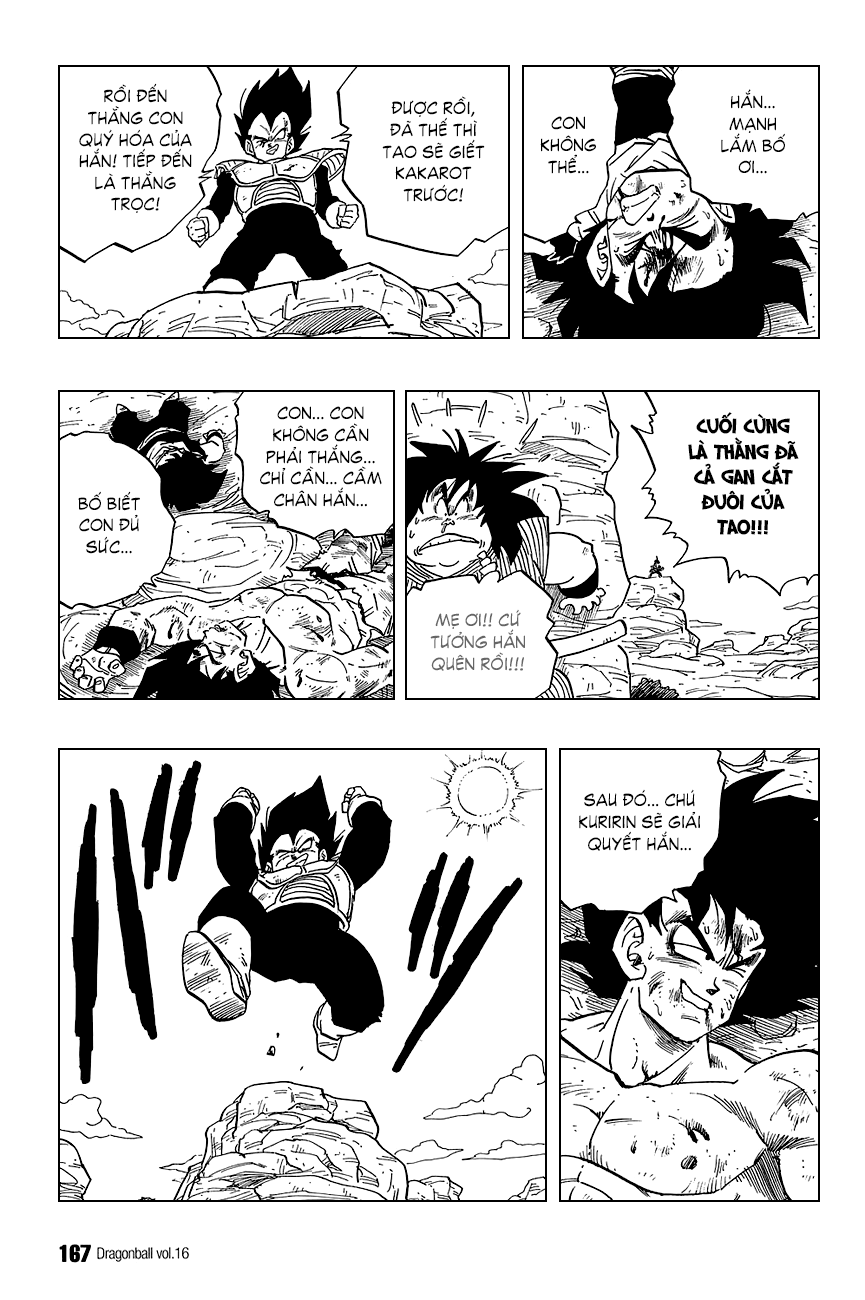 HẮN...
MẠNH
LẮM BỐ
ƠI...
CON
KHÔNG
THỂ...
ĐƯỢC RỒI,
ĐÃ THẾ THÌ
TAO SẼ GIẾT
KAKAROT
TRƯỚC!
RỒI ĐẾN
THẰNG CON
QUÝ HÓA CỦA
HẮN! TIẾP ĐẾN
LÀ THẰNG
TRỌC!
CUỐI CÙNG
LÀ THẰNG ĐÃ
CẢ GAN CẮT
ĐUÔI CỦA
TAO!!!
MẸ ƠI!! CỨ
TƯỞNG HẮN
QUÊN RỒI!!!
CON... CON
KHÔNG CẦN
PHẢI THẮNG...
CHỈ CẦN... CẦM
CHÂN HẮN...
BỐ BIẾT
CON ĐỦ
SỨC...
SAU ĐÓ... CHÚ
KURIRIN SẼ GIẢI
QUYẾT HẮN...
167 Dragonball vol.16